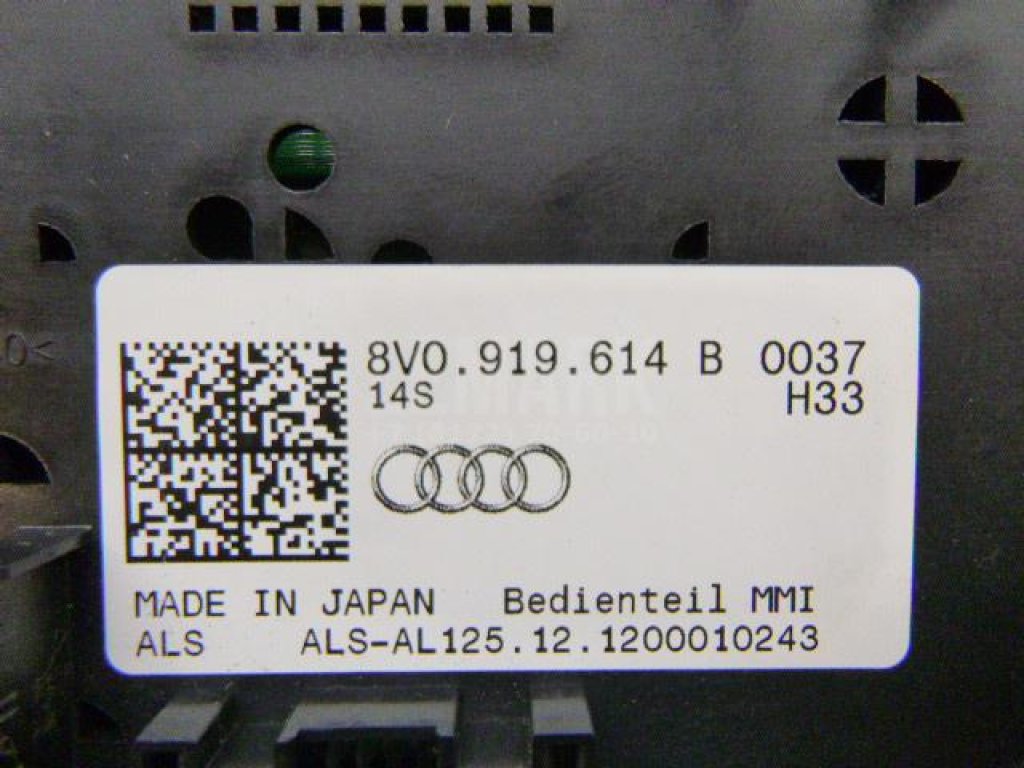 8V0.919.614 B 0037
14S H33
MADE IN JAPAN Bedienteil MMI
ALS ALS-AL125.12.1200010243